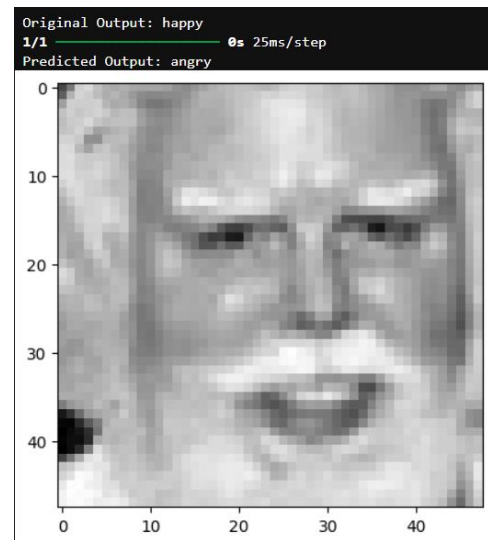 Original Output: happy
1/1 ━━━━━━━━━━━━━━━━━━━━ 0s 25ms/step
Predicted Output: angry
0
10
20
30
40
0 10 20 30 40